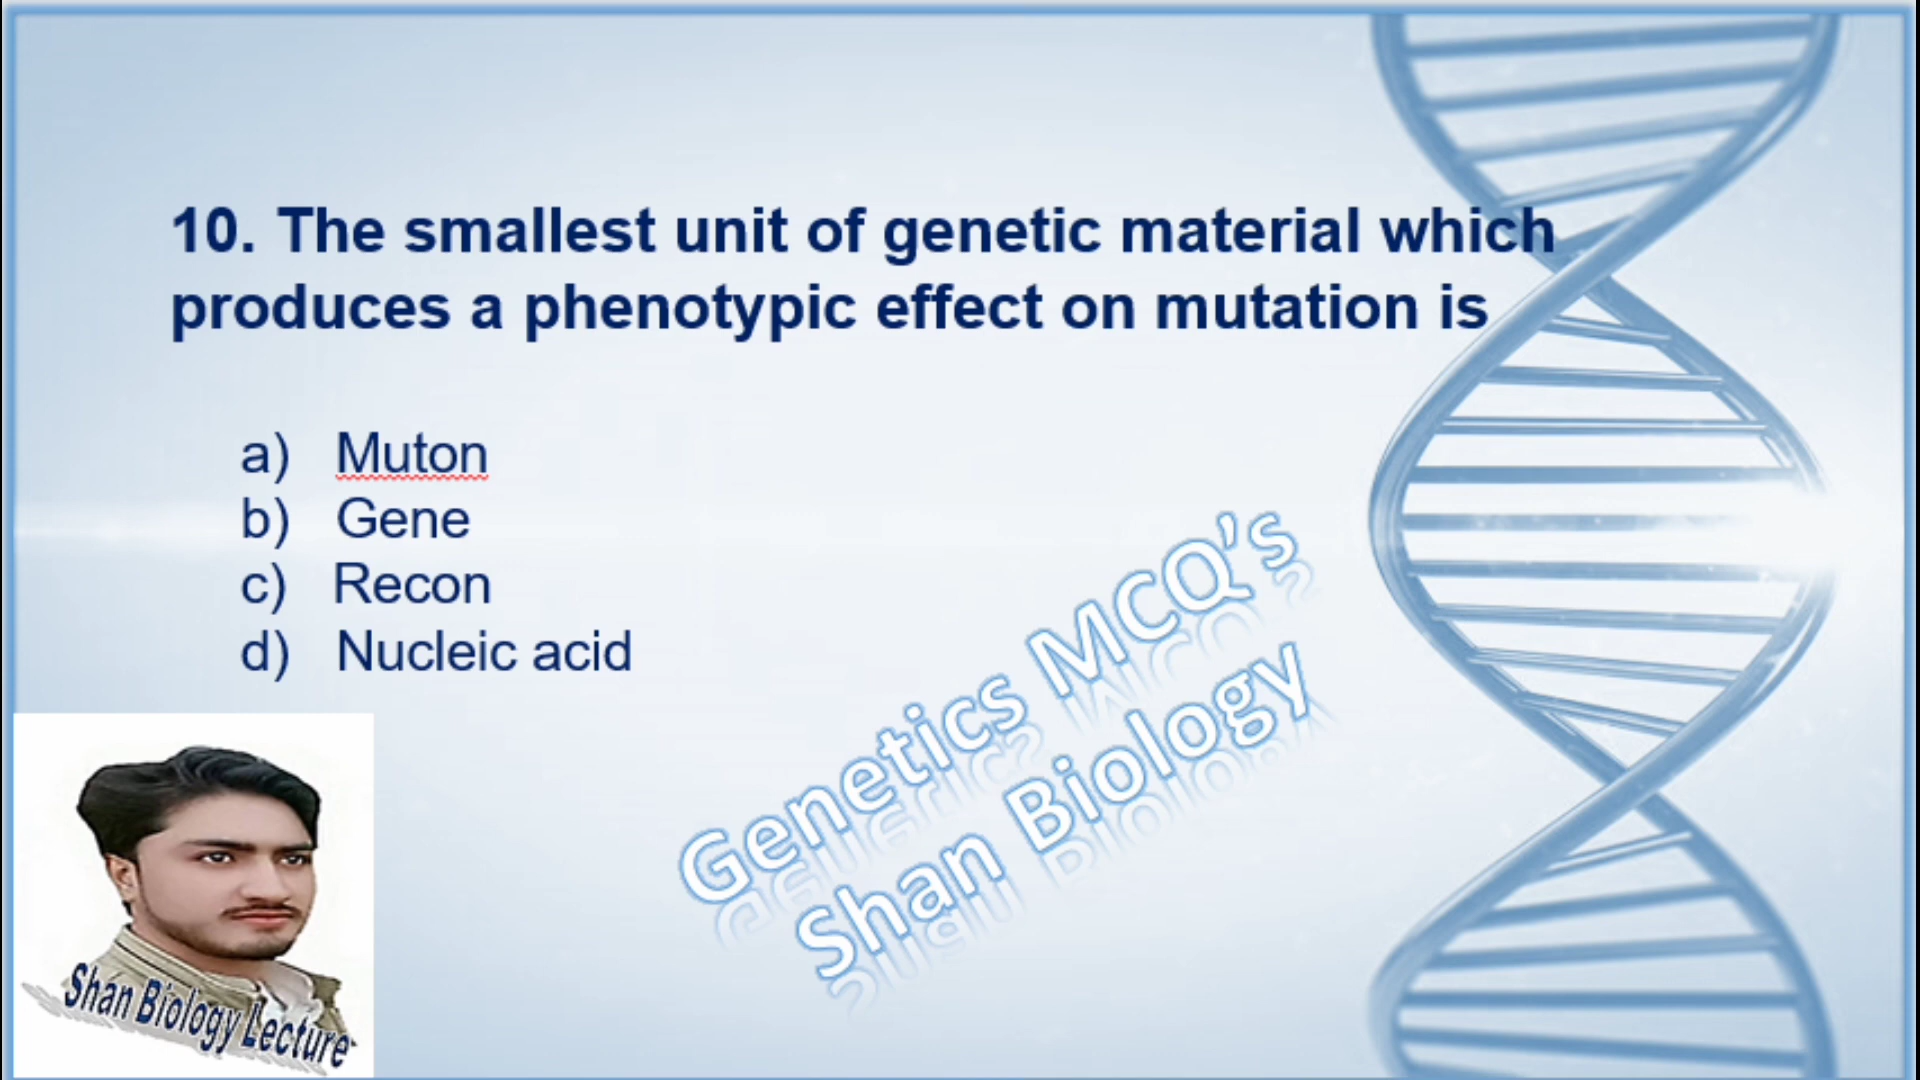 10. The smallest unit of genetic material which
produces a phenotypic effect on mutation is
a) Muton
b) Gene
c) Recon
d) Nucleic acid
Genetics MCQ's
Shan Biology
Shan Biology Lecture